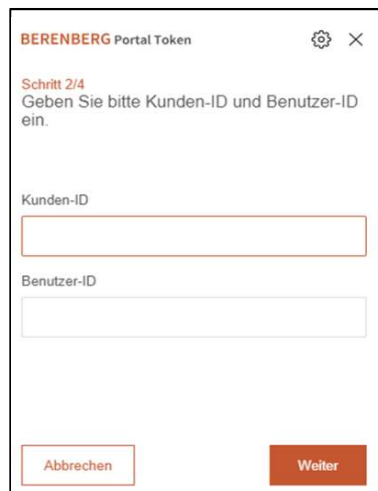 BERENBERG Portal Token
Schritt 2/4
Geben Sie bitte Kunden-ID und Benutzer-ID
ein.
Kunden-ID
Benutzer-ID
Abbrechen
Weiter